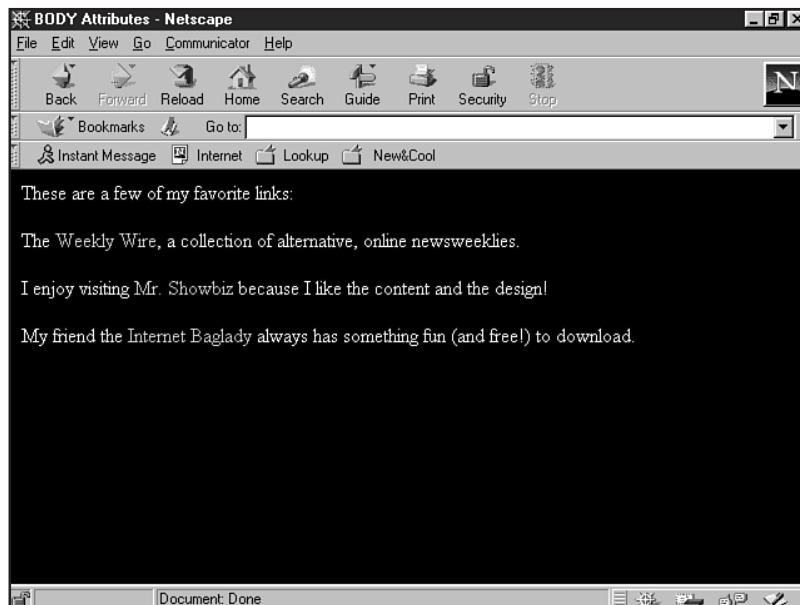 BODY Attributes - Netscape
File Edit View Go Communicator Help
Back Forward Reload Home Search Guide Print Security Stop
N
Bookmarks Go to:
Instant Message Internet Lookup New&Cool
These are a few of my favorite links:
The Weekly Wire, a collection of alternative, online newsweeklies.
I enjoy visiting Mr. Showbiz because I like the content and the design!
My friend the Internet Baglady always has something fun (and free!) to download.
Document: Done